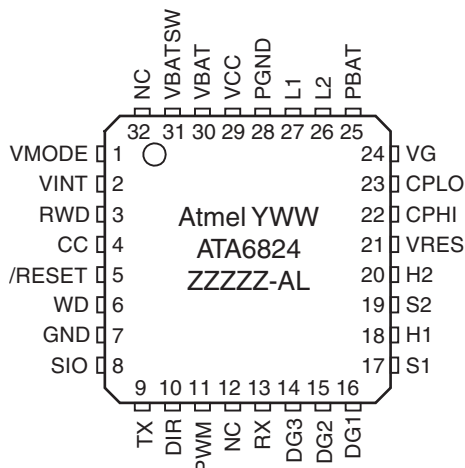 NC
VBATSW
VBAT
VCC
PGND
L1
L2
PBAT
32 31 30 29 28 27 26 25
VMODE 1
VINT 2
RWD 3
CC 4
/RESET 5
WD 6
GND 7
SIO 8
Atmel YWW
ATA6824
ZZZZZ-AL
24 VG
23 CPLO
22 CPHI
21 VRES
20 H2
19 S2
18 H1
17 S1
9 10 11 12 13 14 15 16
TX
DIR
PWM
NC
RX
DG3
DG2
DG1